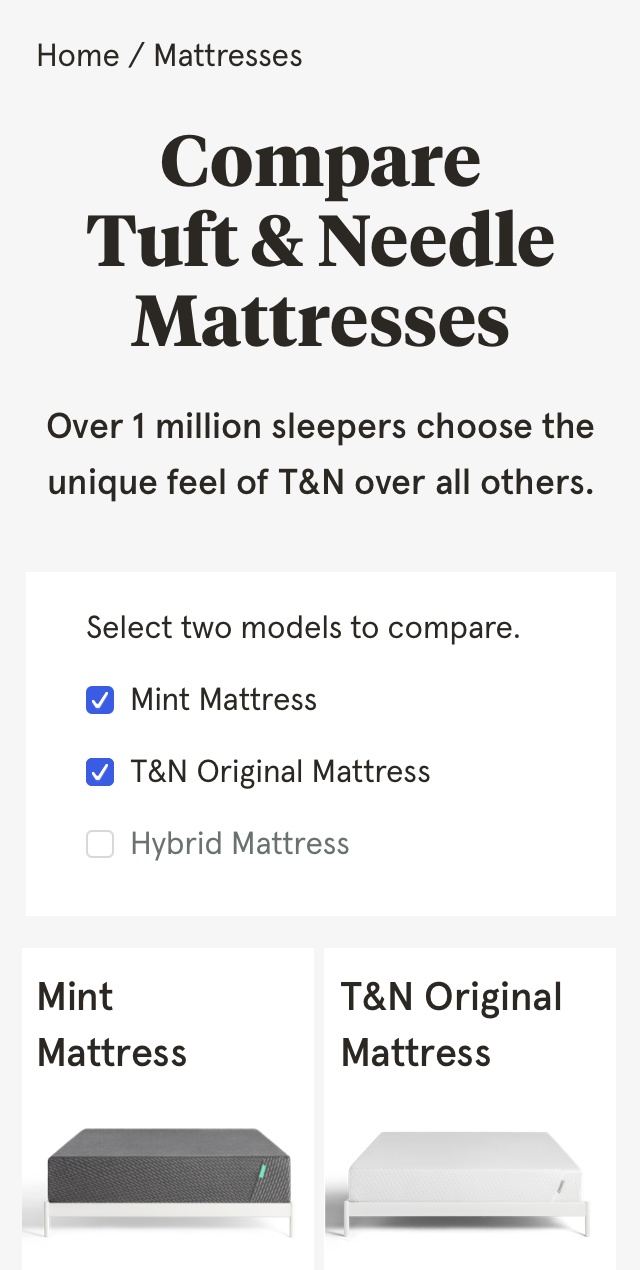 Home / Mattresses
Compare
Tuft & Needle
Mattresses
Over 1 million sleepers choose the
unique feel of T&N over all others.
Select two models to compare.
Mint Mattress
T&N Original Mattress
Hybrid Mattress
Mint
Mattress
T&N Original
Mattress